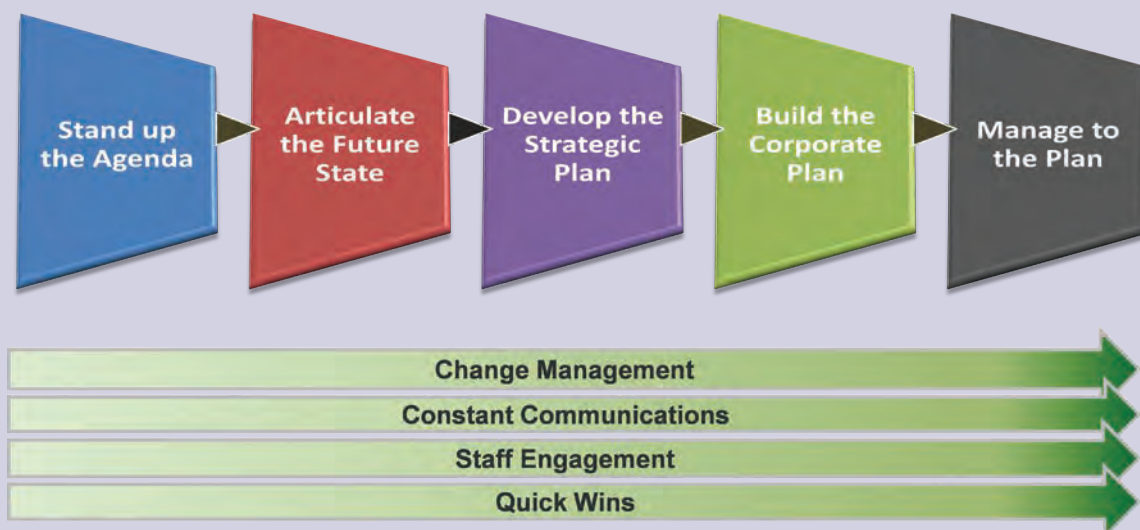 Stand up
the Agenda
Articulate
the Future
State
Develop the
Strategic
Plan
Build the
Corporate
Plan
Manage to
the Plan
Change Management
Constant Communications
Staff Engagement
Quick Wins